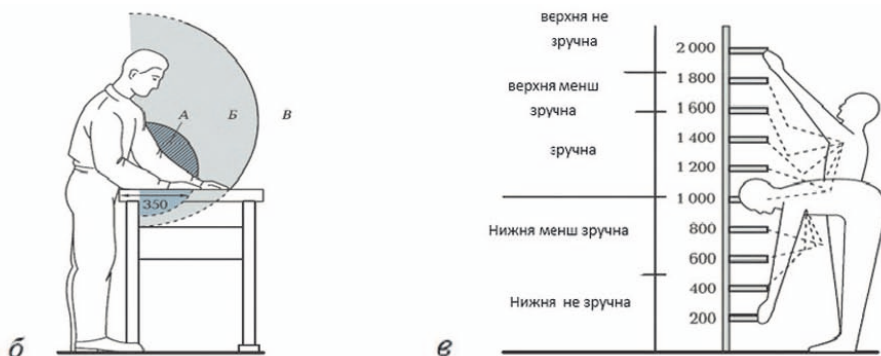 А Б В
350
б
верхня не
зручна
верхня менш
зручна
зручна
Нижня менш зручна
Нижня не зручна
2 000
1 800
1 600
1 400
1 200
1 000
800
600
400
200
в